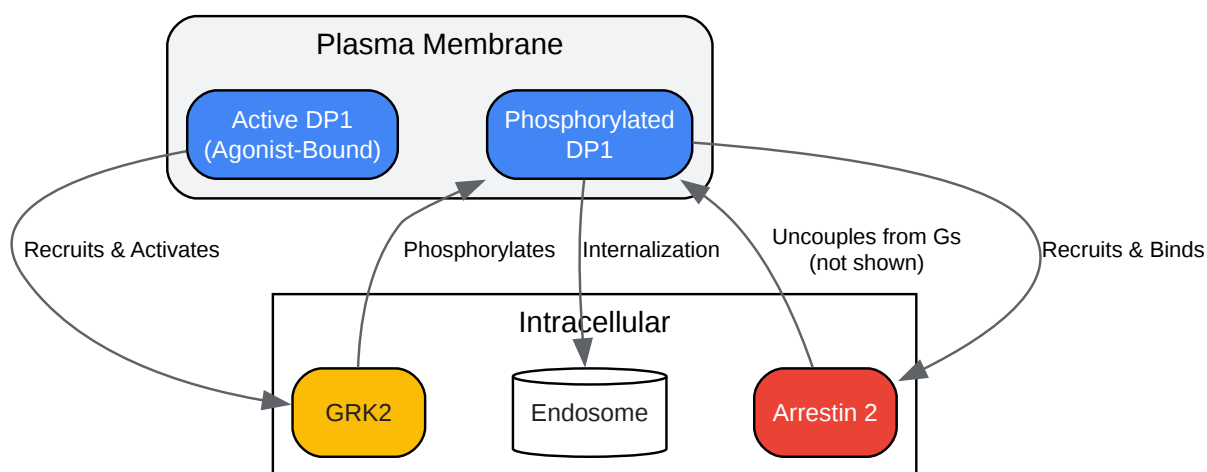 Plasma Membrane
Active DP1
(Agonist-Bound)
Phosphorylated
DP1
Recruits & Activates
Phosphorylates
Internalization
Uncouples from Gs
(not shown)
Recruits & Binds
Intracellular
GRK2
Endosome
Arrestin 2